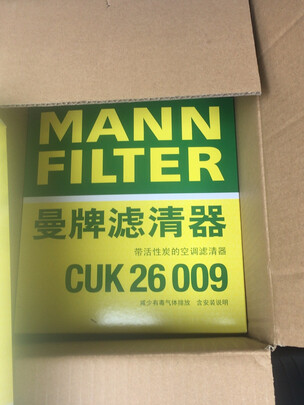 MANN
FILTER
曼牌滤清器
带活性炭的空调滤清器
CUK 26 009
减少有毒气体排放 含安装说明